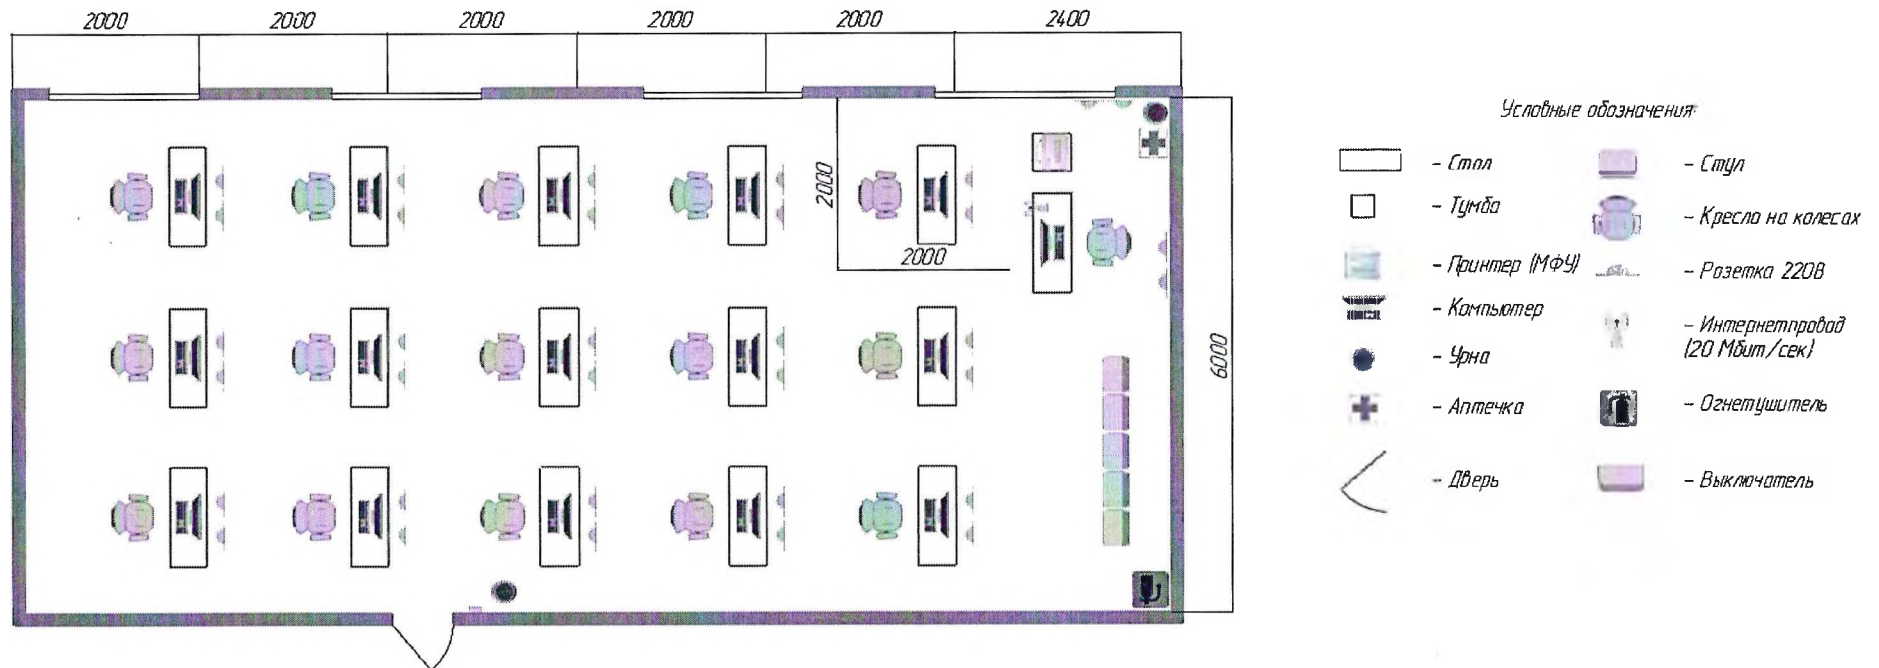 2000 2000 2000 2000 2000 2400
2000
2000
6000
Условные обозначения
- Стол
- Тумба
- Принтер (МФУ)
- Компьютер
- Урна
- Аптечка
- Дверь
- Стул
- Кресло на колесах
- Розетка 220В
- Интернетпровод
(20 Мбит/сек)
- Огнетушитель
- Выключатель